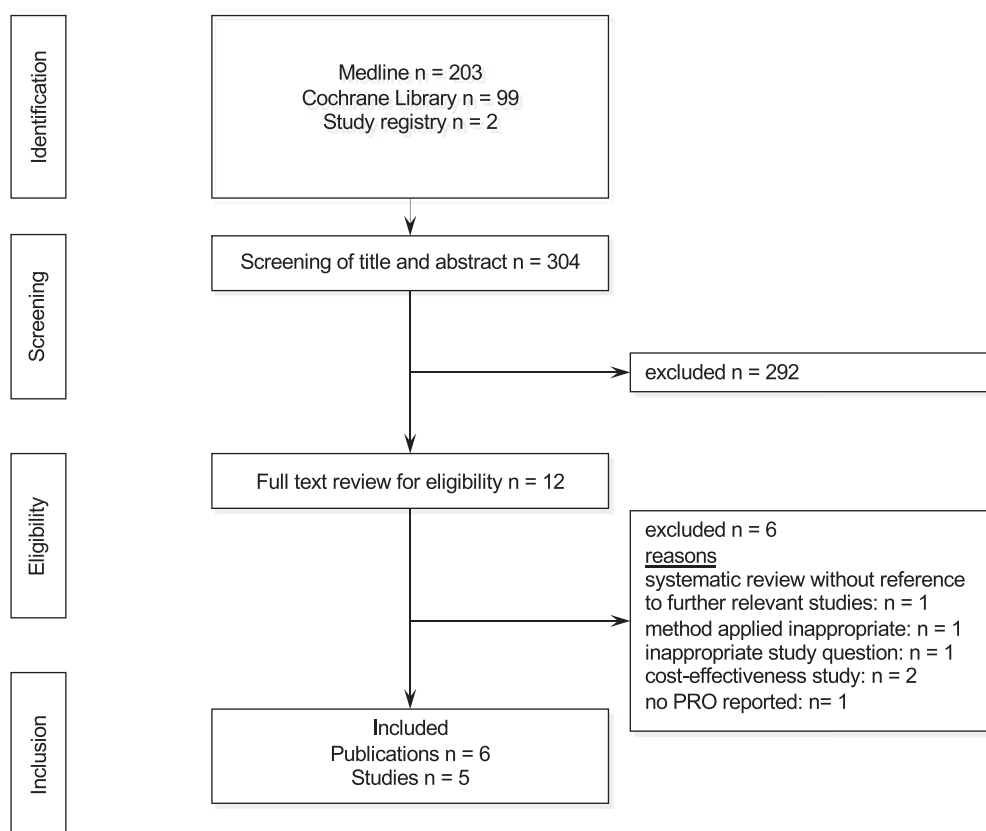 Identification
Medline n = 203
Cochrane Library n = 99
Study registry n = 2
Screening
Screening of title and abstract n = 304
excluded n = 292
Eligibility
Full text review for eligibility n = 12
excluded n = 6
reasons
systematic review without reference
to further relevant studies: n = 1
method applied inappropriate: n = 1
inappropriate study question: n = 1
cost-effectiveness study: n = 2
no PRO reported: n= 1
Inclusion
Included
Publications n = 6
Studies n = 5